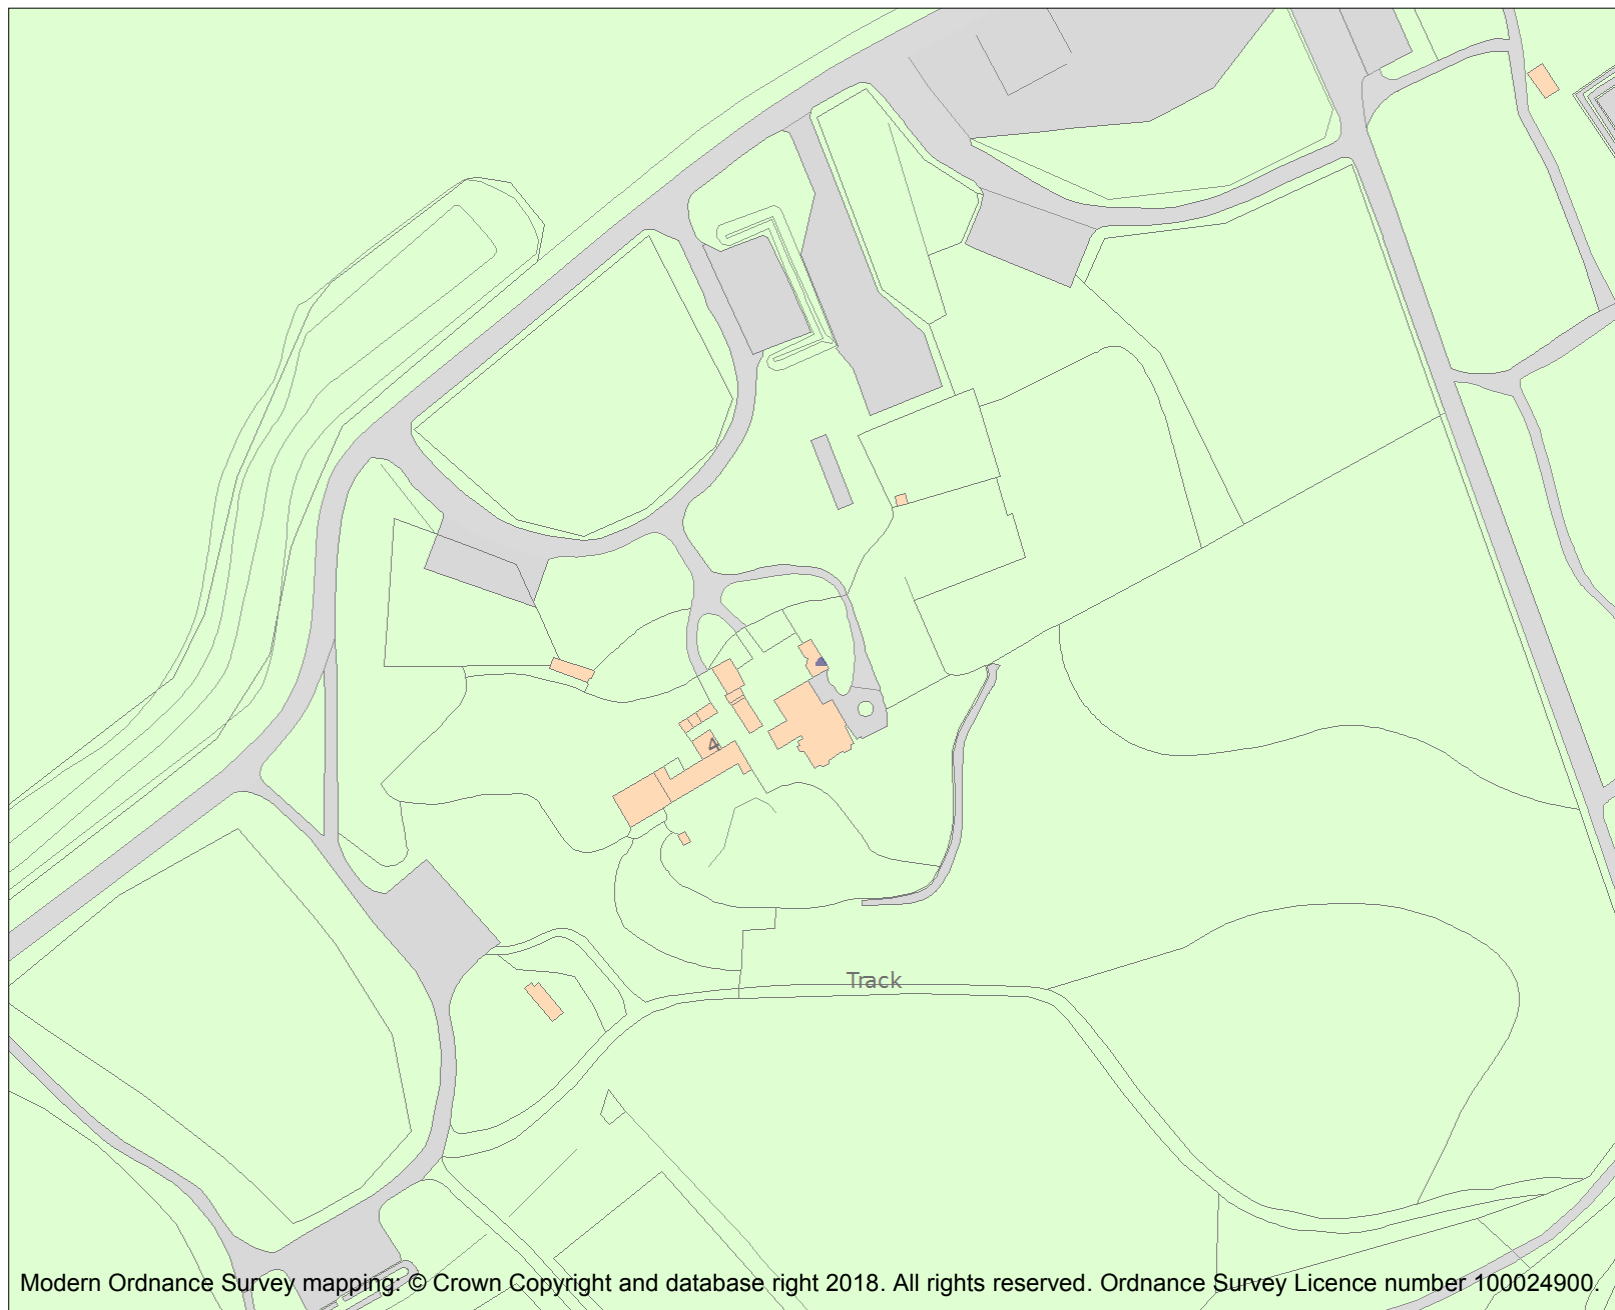 4
Track
Modern Ordnance Survey mapping: © Crown Copyright and database right 2018. All rights reserved. Ordnance Survey Licence number 100024900.